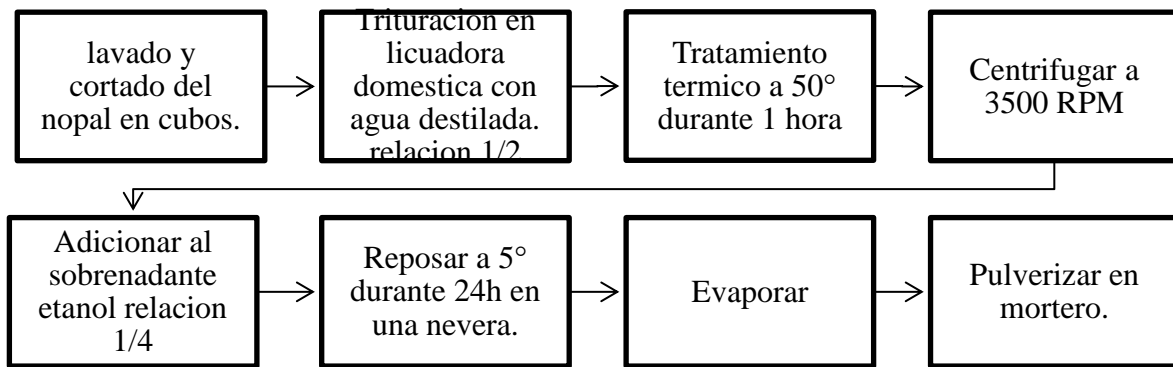 lavado y
cortado del
nopal en cubos.
Trituración en
licuadora
domestica con
agua destilada.
relacion 1/2
Tratamiento
termico a 50°
durante 1 hora
Centrifugar a
3500 RPM
Adicionar al
sobrenadante
etanol relacion
1/4
Reposar a 5°
durante 24h en
una nevera.
Evaporar
Pulverizar en
mortero.